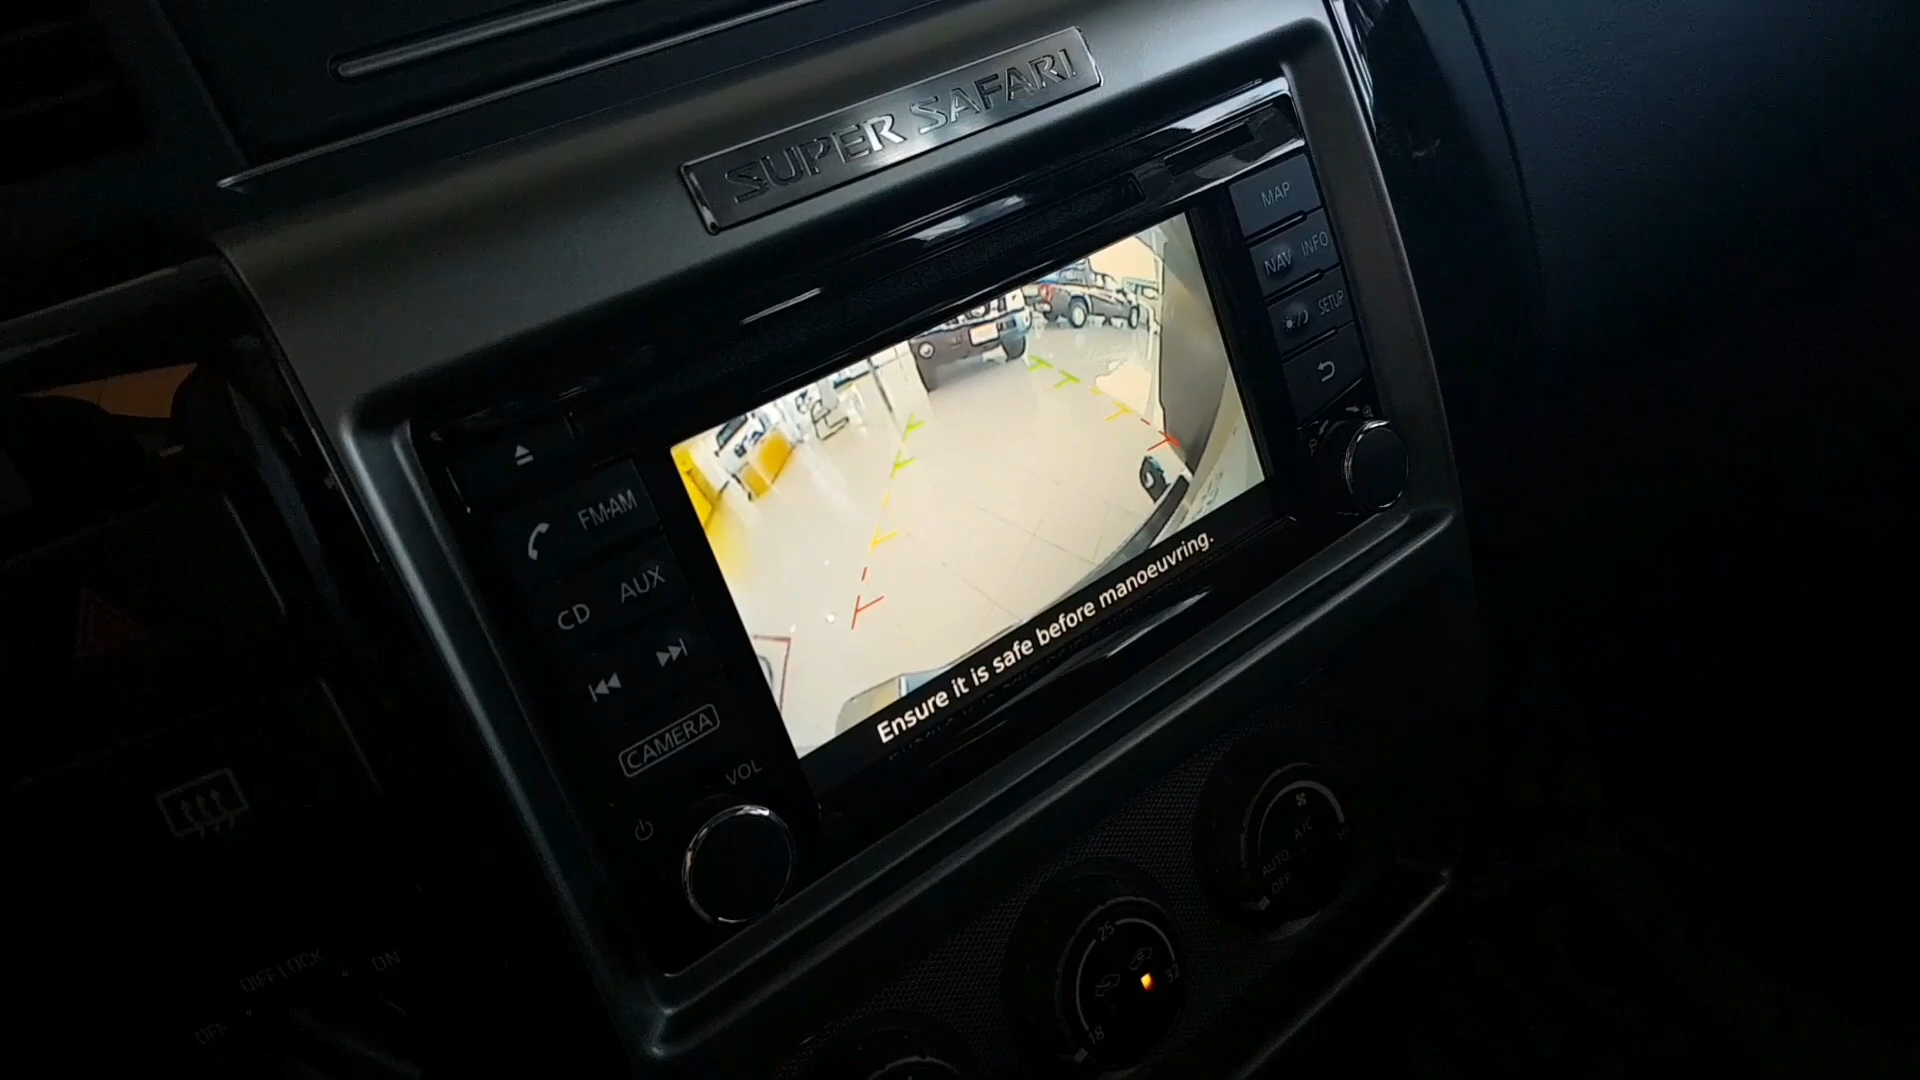 SUPER SAFARI
MAP
NAV INFO
SETUP
FM·AM
CD AUX
CAMERA
VOL
Ensure it is safe before manoeuvring.
DIFF LOCK
ON
OFF
A/C
AUTO
OFF
25
18
32